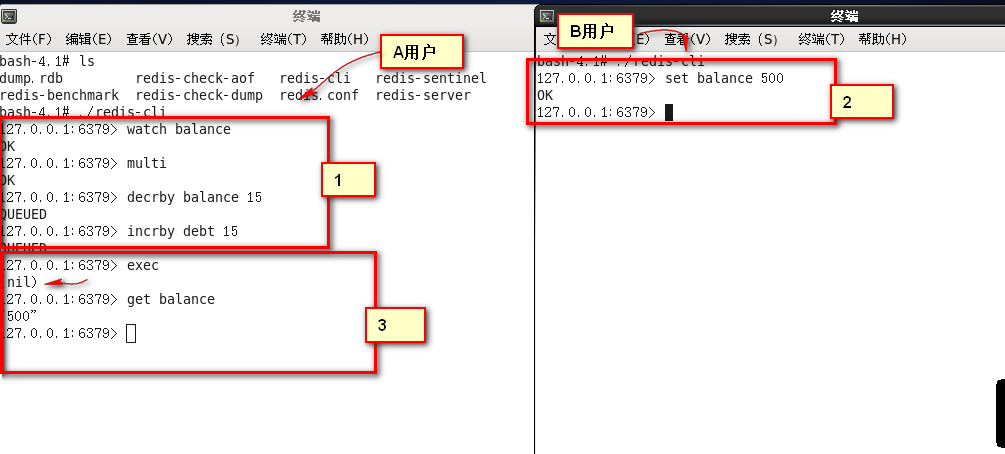 终端
文件(F) 编辑(E) 查看(V) 搜索 (S) 终端(T) 帮助(H)
A用户
bash-4.1# ls
dump.rdb redis-check-aof redis-cli redis-sentinel
redis-benchmark redis-check-dump redis.conf redis-server
bash-4.1# ./redis-cli
127.0.0.1:6379> watch balance
OK
127.0.0.1:6379> multi
OK
127.0.0.1:6379> decrby balance 15
QUEUED
127.0.0.1:6379> incrby debt 15
QUEUED
1
127.0.0.1:6379> exec
(nil)
127.0.0.1:6379> get balance
"500"
127.0.0.1:6379>
3
终端
文 E) 查看(V) 搜索 (S) 终端(T) 帮助(H)
B用户
bash-4.1# ./redis-cli
127.0.0.1:6379> set balance 500
OK
127.0.0.1:6379>
2